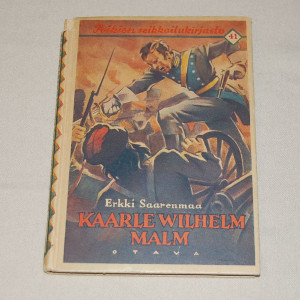 Poikien seikkailukirjasto
41
Erkki Saarenmaa
KAARLE WILHELM
MALM
OTAVA